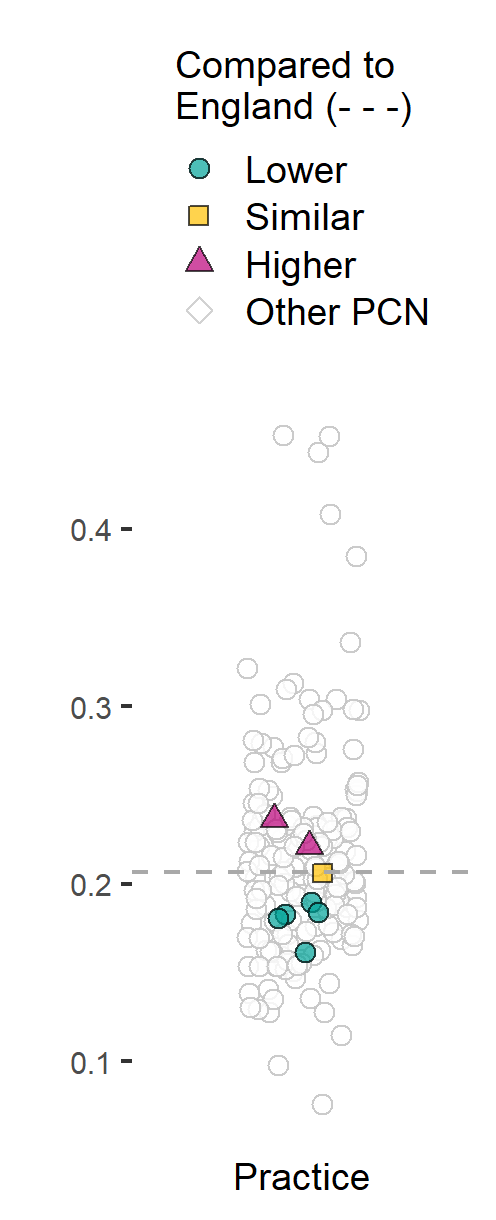 Compared to
England (- - -)
Lower
Similar
Higher
Other PCN
0.4
0.3
0.2
0.1
Practice